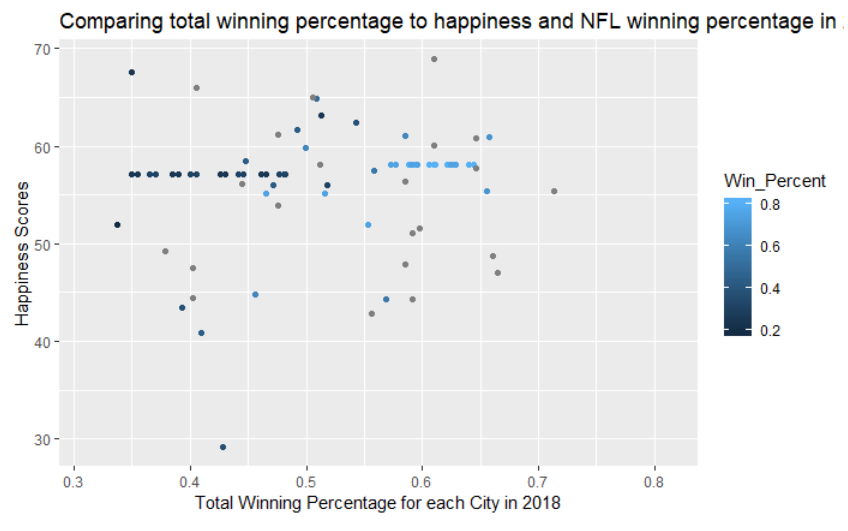 Comparing total winning percentage to happiness and NFL winning percentage in
70
60
50
40
30
Happiness Scores
0.3 0.4 0.5 0.6 0.7 0.8
Total Winning Percentage for each City in 2018
Win_Percent
0.8
0.6
0.4
0.2